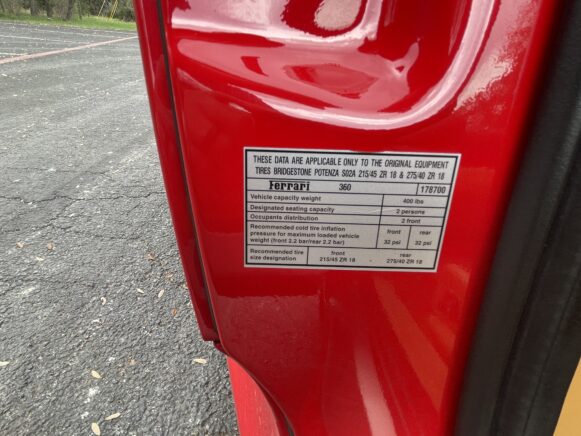 THESE DATA ARE APPLICABLE ONLY TO THE ORIGINAL EQUIPMENT
TIRES BRIDGESTONE POTENZA S02A 215/45 ZR 18 & 275/40 ZR 18
Ferrari 360 178700
Vehicle capacity weight 400 lbs
Designated seating capacity 2 persons
Occupants distribution 2 front
Recommended cold tire inflation front rear
pressure for maximum loaded vehicle
weight (front 2.2 bar/rear 2.2 bar) 32 psi 32 psi
Recommended tire front rear
size designation 215/45 ZR 18 275/40 ZR 18